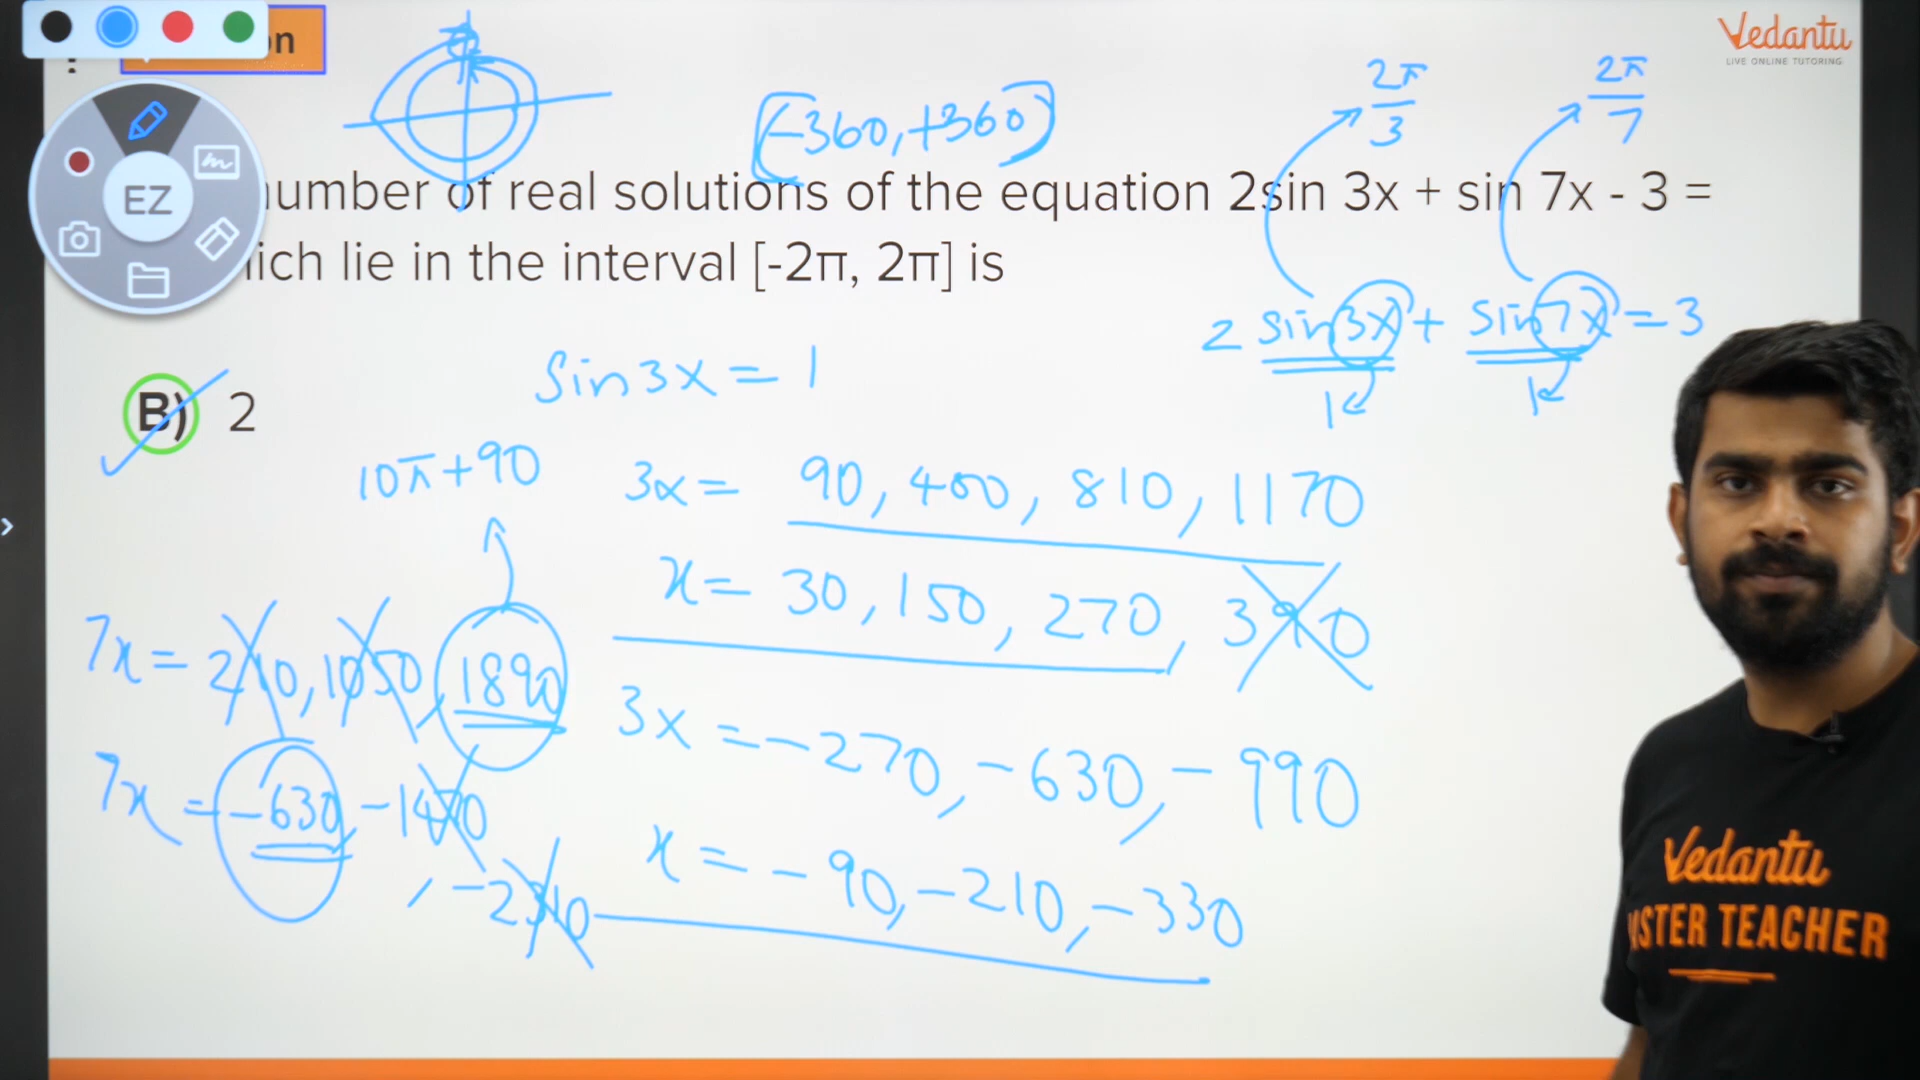 on
Vedantu
LIVE ONLINE TUTORING
EZ
2π/3
2π/7
[-360, +360]
number of real solutions of the equation 2sin 3x + sin 7x - 3 =
ich lie in the interval [-2π, 2π] is
2 sin 3x + sin 7x = 3
1
1
sin 3x = 1
B) 2
10π + 90
3x = 90, 450, 810, 1170
x = 30, 150, 270, 390
7x = 210, 1050, 1890
3x = -270, -630, -990
7x = -630, -1470, -2310
x = -90, -210, -330
Vedantu
MASTER TEACHER